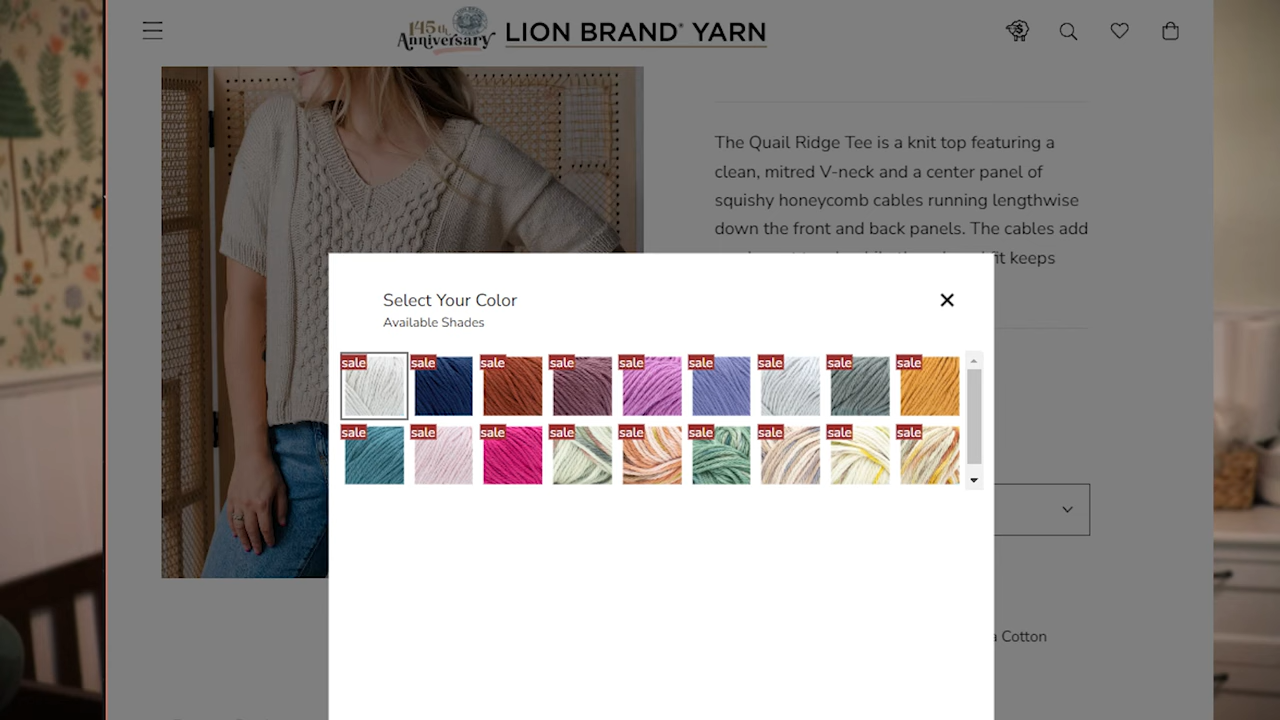 145th
Anniversary
LION BRAND® YARN
The Quail Ridge Tee is a knit top featuring a
clean, mitred V-neck and a center panel of
squishy honeycomb cables running lengthwise
down the front and back panels. The cables add
fit keeps
Select Your Color
Available Shades
sale sale sale sale sale sale sale sale sale
sale sale sale sale sale sale sale sale sale
Cotton